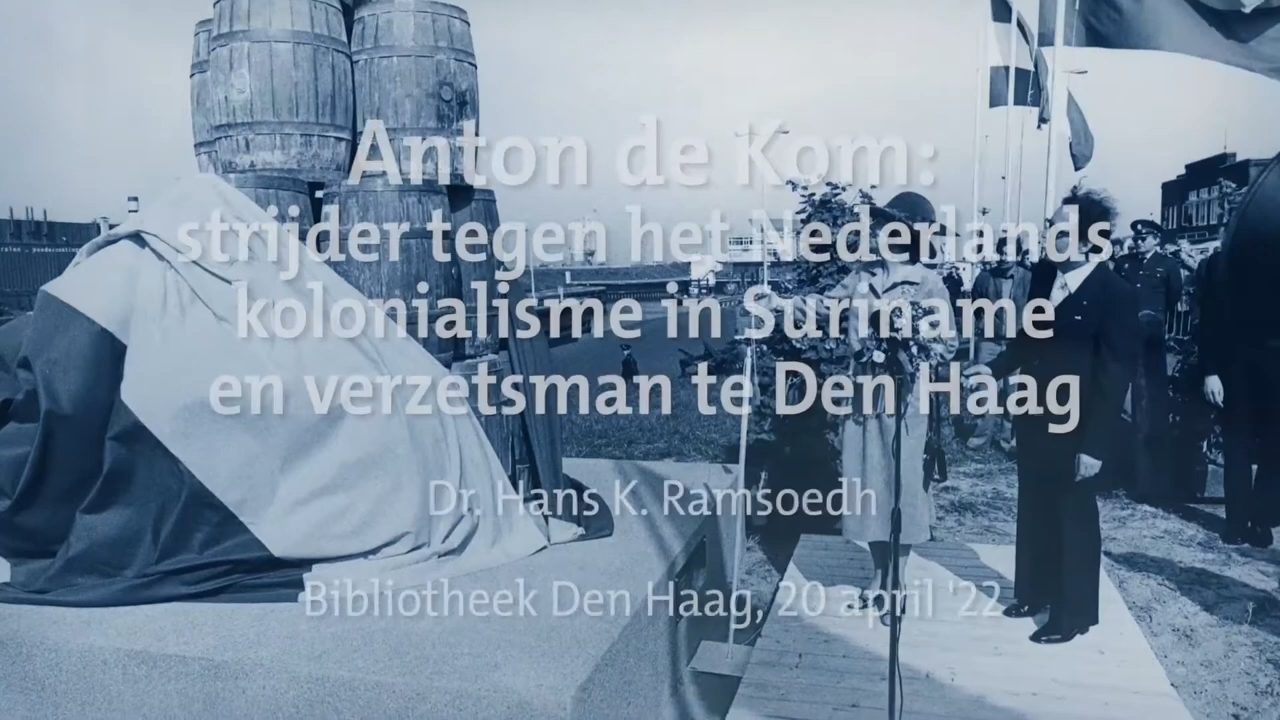 Anton de Kom:
strijder tegen het Nederlands
kolonialisme in Suriname
en verzetsman te Den Haag
Dr. Hans K. Ramsoedh
Bibliotheek Den Haag, 20 april '22